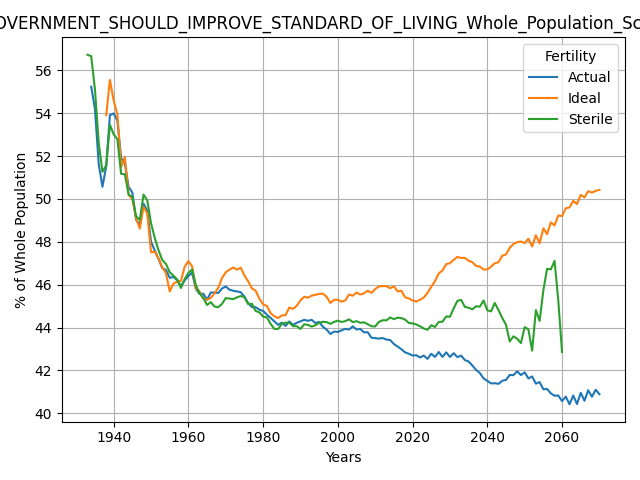 OVERNMENT_SHOULD_IMPROVE_STANDARD_OF_LIVING_Whole_Population_Sc
Fertility
Actual
Ideal
Sterile
56
54
52
50
48
46
44
42
40
% of Whole Population
1940
1960
1980
2000
2020
2040
2060
Years